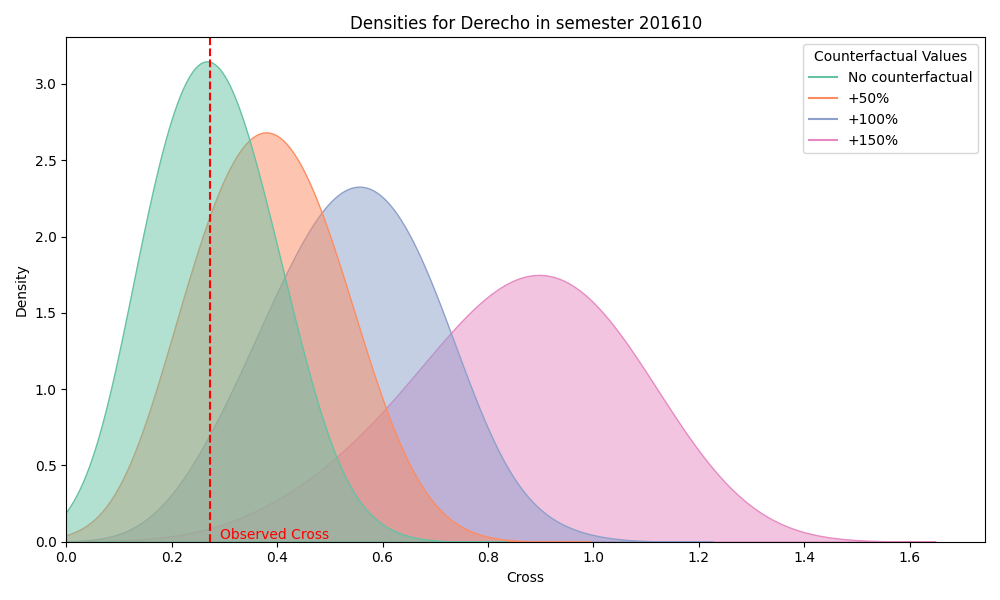 Densities for Derecho in semester 201610
Counterfactual Values
No counterfactual
+50%
+100%
+150%
Density
3.0
2.5
2.0
1.5
1.0
0.5
0.0
Observed Cross
0.0 0.2 0.4 0.6 0.8 1.0 1.2 1.4 1.6
Cross